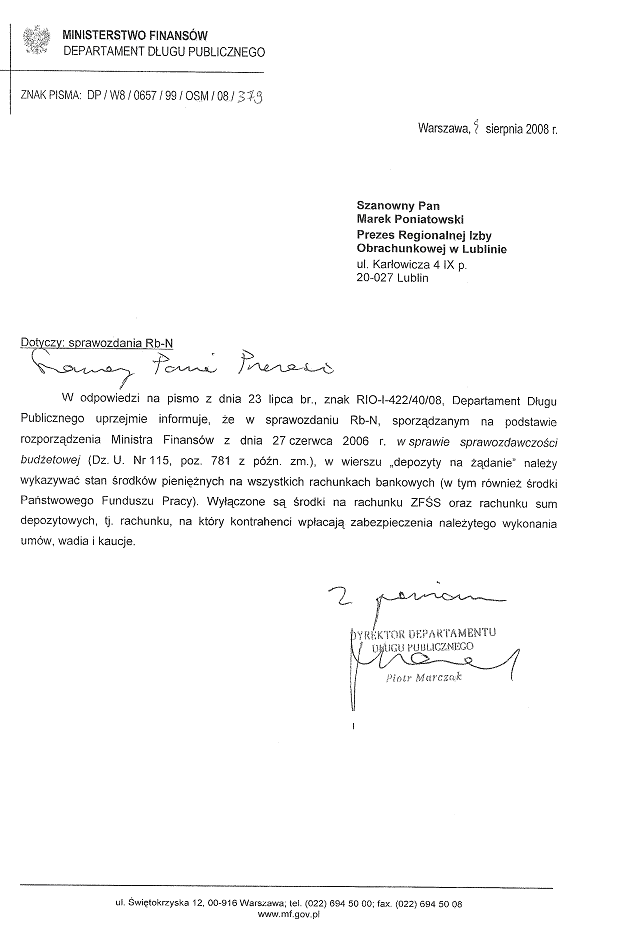 MINISTERSTWO FINANSÓW
DEPARTAMENT DŁUGU PUBLICZNEGO
ZNAK PISMA: DP / W8 / 0657 / 99 / OSM / 08 / 379
Warszawa, sierpnia 2008 r.
Szanowny Pan
Marek Poniatowski
Prezes Regionalnej Izby
Obrachunkowej w Lublinie
ul. Karłowicza 4 IX p.
20-027 Lublin
Dotyczy: sprawozdania Rb-N
Szanowny Panie Prezesie
W odpowiedzi na pismo z dnia 23 lipca br., znak RIO-I-422/40/08, Departament Długu
Publicznego uprzejmie informuje, że w sprawozdaniu Rb-N, sporządzanym na podstawie
rozporządzenia Ministra Finansów z dnia 27 czerwca 2006 r. w sprawie sprawozdawczości
budżetowej (Dz. U. Nr 115, poz. 781 z późn. zm.), w wierszu „depozyty na żądanie” należy
wykazywać stan środków pieniężnych na wszystkich rachunkach bankowych (w tym również środki
Państwowego Funduszu Pracy). Wyłączone są środki na rachunku ZFŚS oraz rachunku sum
depozytowych, tj. rachunku, na który kontrahenci wpłacają zabezpieczenia należytego wykonania
umów, wadia i kaucje.
Z
DYREKTOR DEPARTAMENTU
DŁUGU PUBLICZNEGO
Piotr Marczak
ul. Świętokrzyska 12, 00-916 Warszawa; tel. (022) 694 50 00; fax. (022) 694 50 08
www.mf.gov.pl